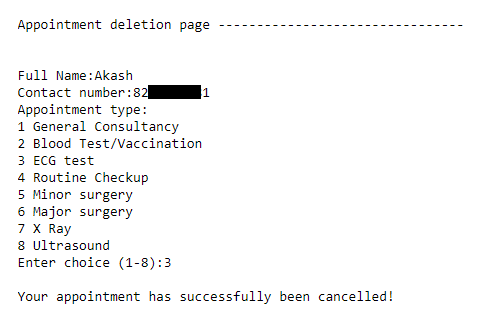 Appointment deletion page --------------------------------
Full Name:Akash
Contact number:82 1
Appointment type:
1 General Consultancy
2 Blood Test/Vaccination
3 ECG test
4 Routine Checkup
5 Minor surgery
6 Major surgery
7 X Ray
8 Ultrasound
Enter choice (1-8):3
Your appointment has successfully been cancelled!